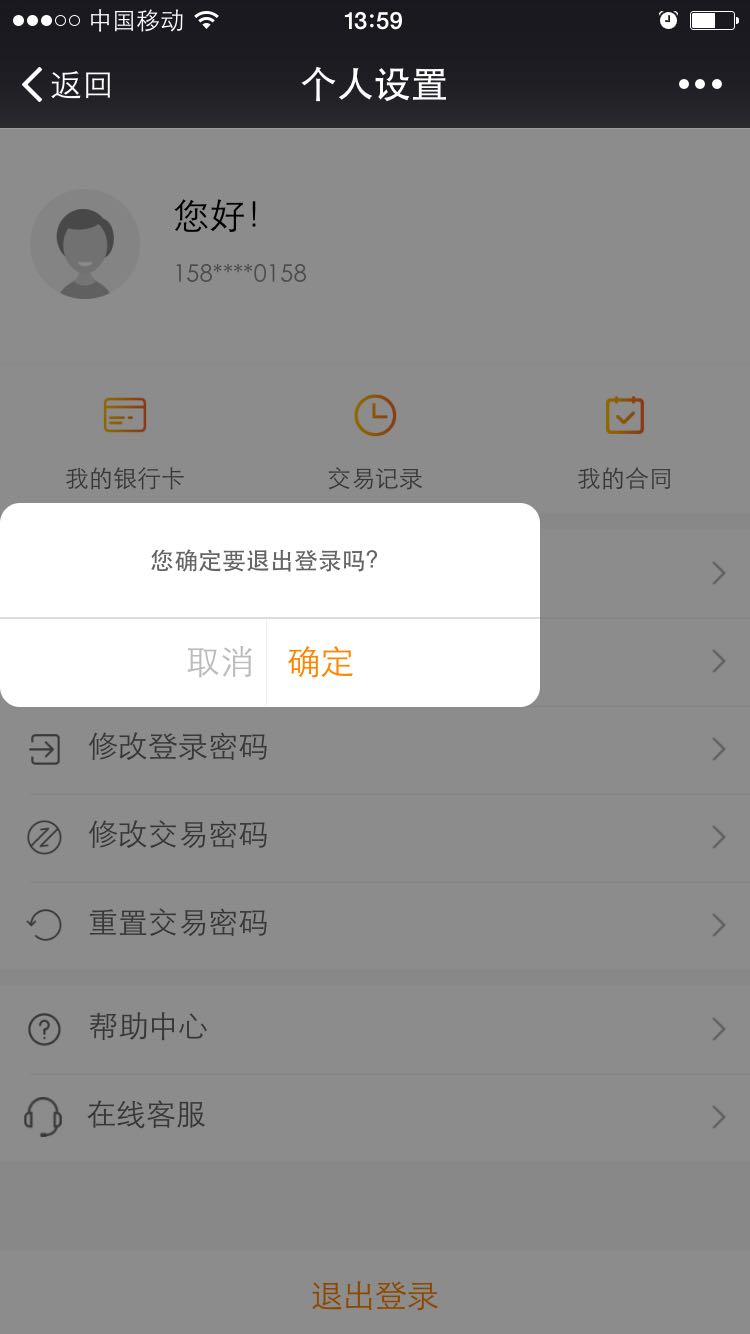 中国移动 13:59
返回 个人设置
您好!
158****0158
我的银行卡 交易记录 我的合同
您确定要退出登录吗?
取消 确定
修改登录密码
修改交易密码
重置交易密码
帮助中心
在线客服
退出登录